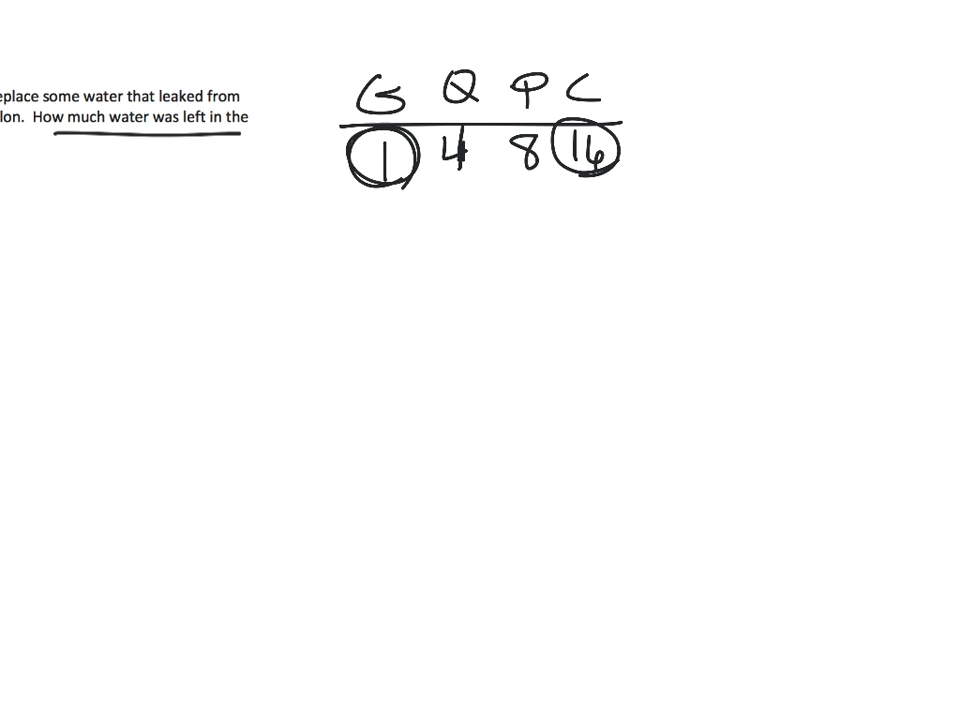 eplace some water that leaked from
lon. How much water was left in the
G Q P C
1 4 8 16